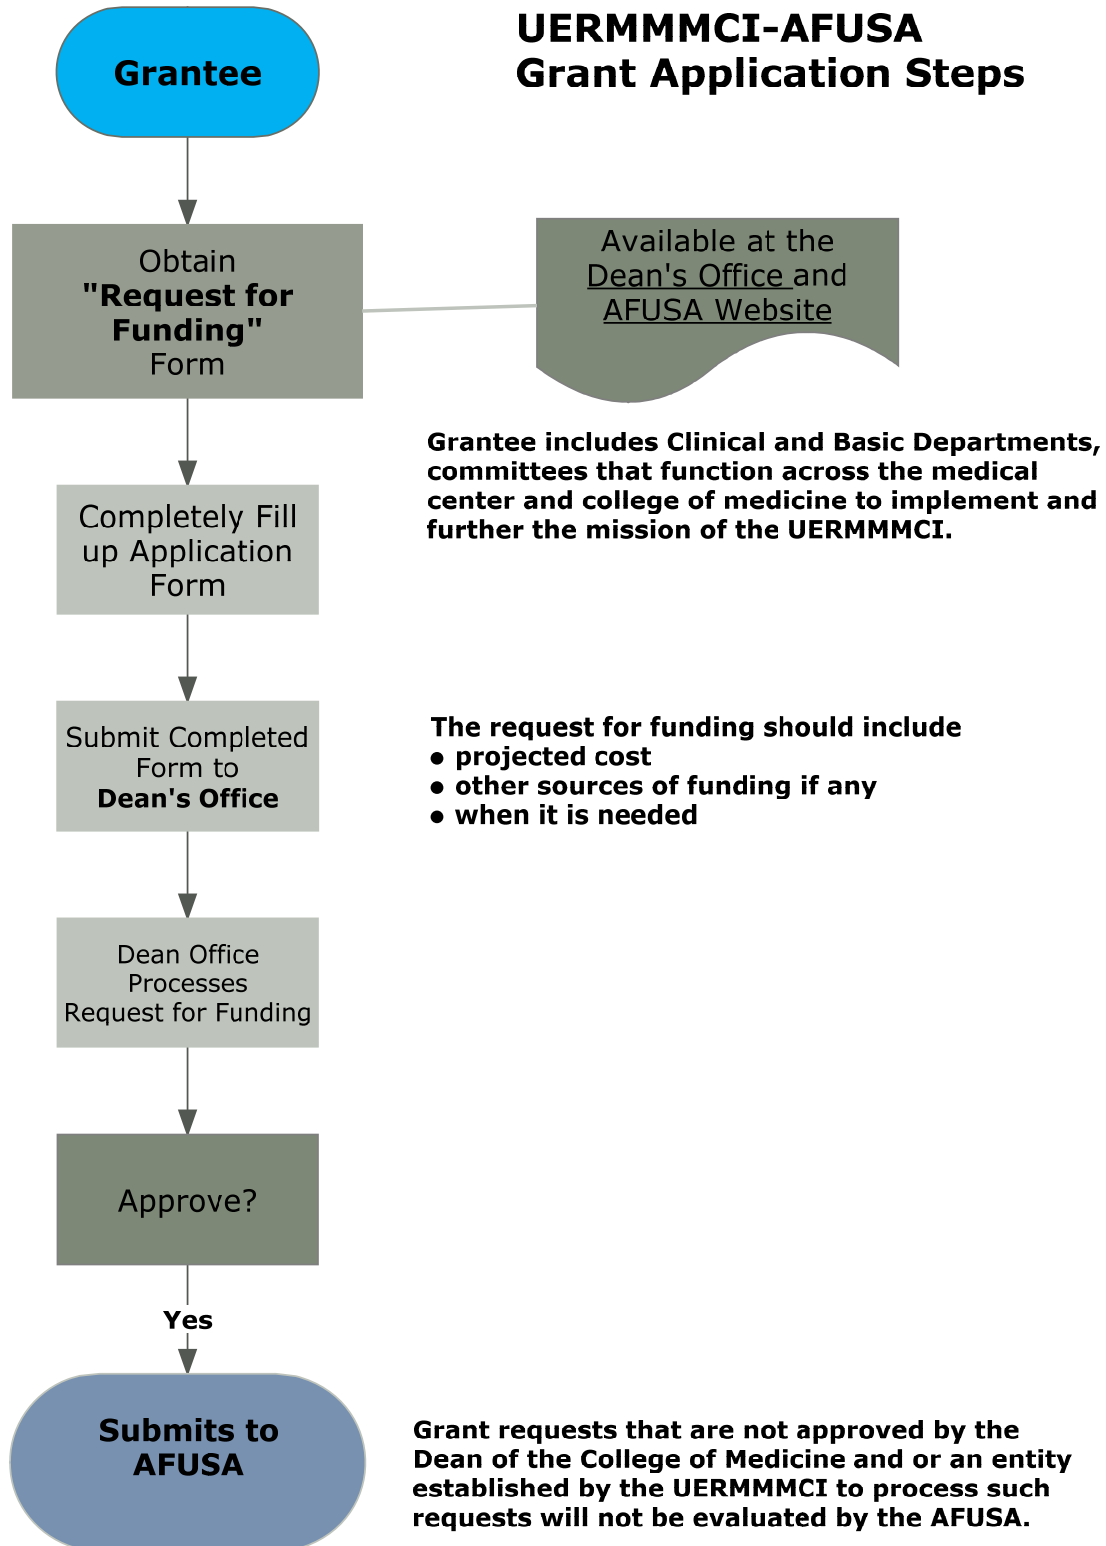 UERMMMCI-AFUSA
Grant Application Steps
Grantee
Obtain
"Request for
Funding"
Form
Available at the
Dean's Office and
AFUSA Website
Grantee includes Clinical and Basic Departments,
committees that function across the medical
center and college of medicine to implement and
further the mission of the UERMMMCI.
Completely Fill
up Application
Form
Submit Completed
Form to
Dean's Office
The request for funding should include
● projected cost
● other sources of funding if any
● when it is needed
Dean Office
Processes
Request for Funding
Approve?
Yes
Submits to
AFUSA
Grant requests that are not approved by the
Dean of the College of Medicine and or an entity
established by the UERMMMCI to process such
requests will not be evaluated by the AFUSA.